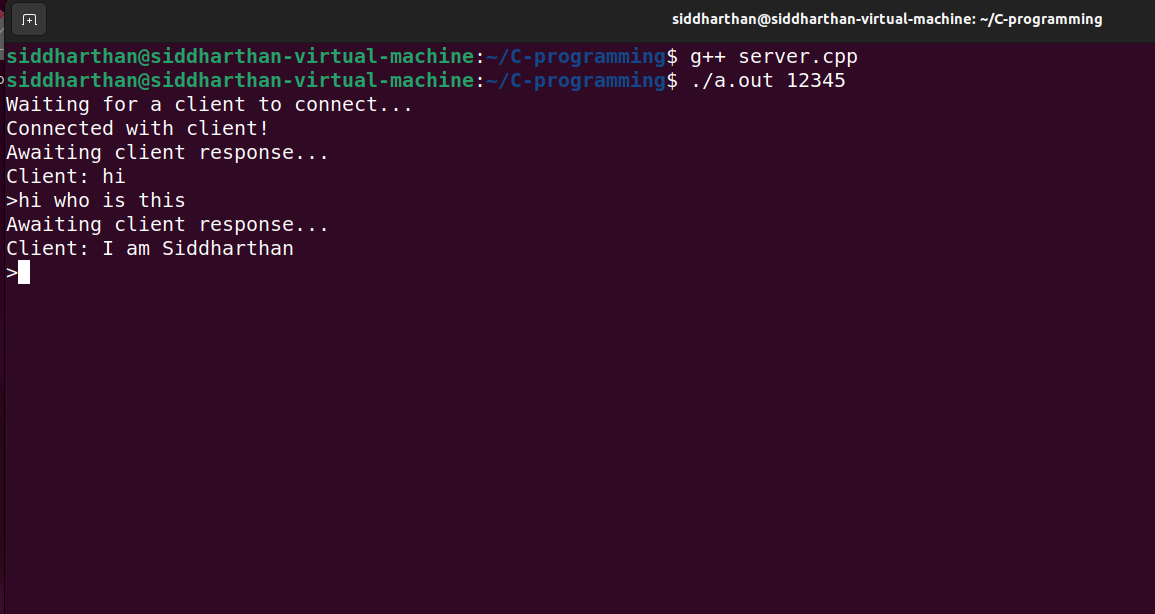 siddharthan@siddharthan-virtual-machine: ~/C-programming
siddharthan@siddharthan-virtual-machine:~/C-programming$ g++ server.cpp
siddharthan@siddharthan-virtual-machine:~/C-programming$ ./a.out 12345
Waiting for a client to connect...
Connected with client!
Awaiting client response...
Client: hi
>hi who is this
Awaiting client response...
Client: I am Siddharthan
>